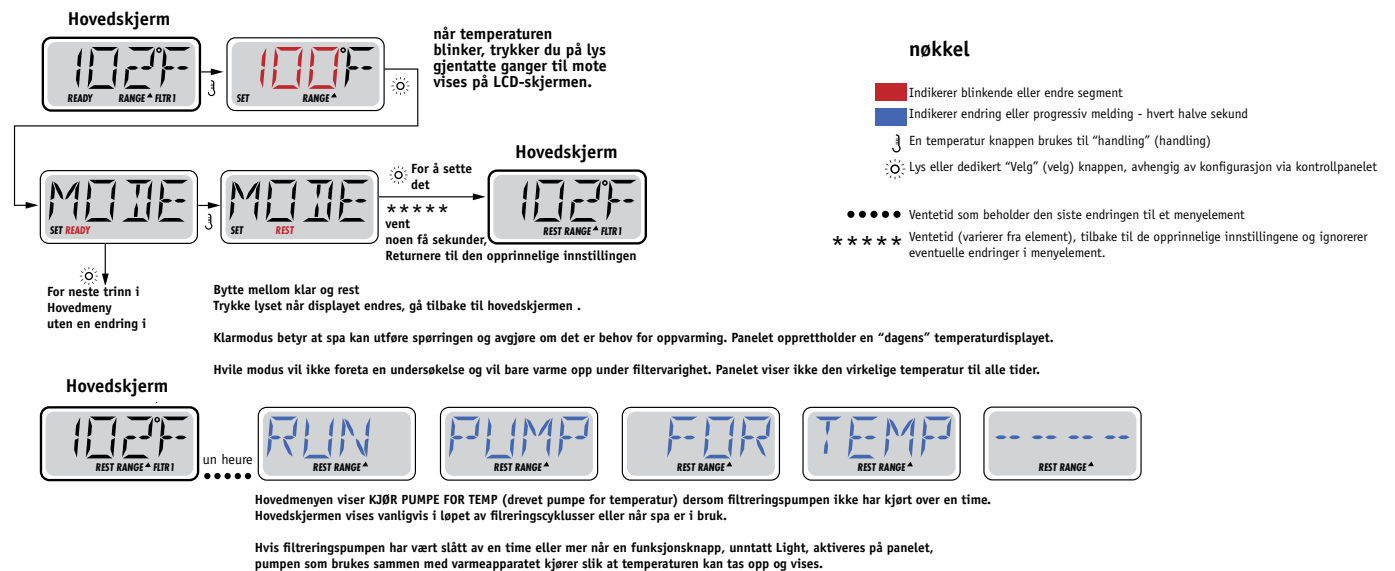 Hovedskjerm
102°F
READY RANGE FLTR1
100°F
SET RANGE
når temperaturen
blinker, trykker du på lys
gjentatte ganger til mote
vises på LCD-skjermen.
nøkkel
Indikerer blinkende eller endre segment
Indikerer endring eller progressiv melding - hvert halve sekund
En temperatur knappen brukes til “handling” (handling)
Lys eller dedikert “Velg” (velg) knappen, avhengig av konfigurasjon via kontrollpanelet
••••• Ventetid som beholder den siste endringen til et menyelement
***** Ventetid (varierer fra element), tilbake til de opprinnelige innstillingene og ignorerer
eventuelle endringer i menyelement.
MODE
SET READY
MODE
SET REST
For å sette
det
*****
vent
noen få sekunder,
Returnere til den opprinnelige innstillingen
Hovedskjerm
102°F
REST RANGE FLTR1
For neste trinn i
Hovedmeny
uten en endring i
Bytte mellom klar og rest
Trykke lyset når displayet endres, gå tilbake til hovedskjermen .
Klarmodus betyr at spa kan utføre spørringen og avgjøre om det er behov for oppvarming. Panelet opprettholder en “dagens” temperaturdisplayet.
Hvile modus vil ikke foreta en undersøkelse og vil bare varme opp under filtervarighet. Panelet viser ikke den virkelige temperatur til alle tider.
Hovedskjerm
102°F
REST RANGE FLTR1
un heure
•••••
RUN
REST RANGE
PUMP
REST RANGE
FOR
REST RANGE
TEMP
REST RANGE
-- -- -- --
REST RANGE
Hovedmenyen viser KJØR PUMPE FOR TEMP (drevet pumpe for temperatur) dersom filtreringspumpen ikke har kjørt over en time.
Hovedskjermen vises vanligvis i løpet av filreringscyklusser eller når spa er i bruk.
Hvis filtreringspumpen har vært slått av en time eller mer når en funksjonsknapp, unntatt Light, aktiveres på panelet,
pumpen som brukes sammen med varmeapparatet kjører slik at temperaturen kan tas opp og vises.